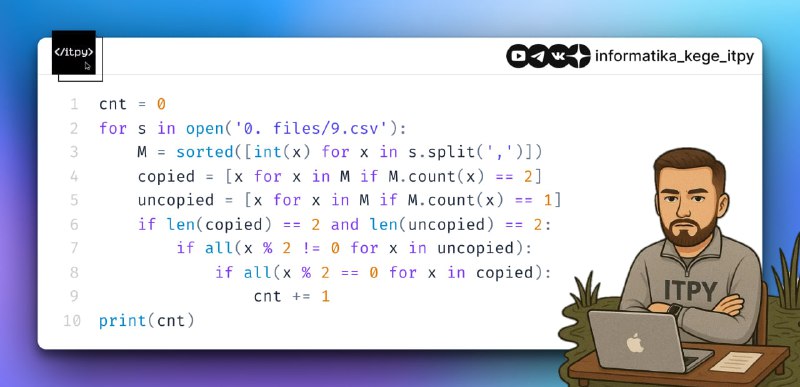 </itpy>
informatika_kege_itpy
1 cnt = 0
2 for s in open('0. files/9.csv'):
3     M = sorted([int(x) for x in s.split(',')])
4     copied = [x for x in M if M.count(x) == 2]
5     uncopied = [x for x in M if M.count(x) == 1]
6     if len(copied) == 2 and len(uncopied) == 2:
7         if all(x % 2 != 0 for x in uncopied):
8             if all(x % 2 == 0 for x in copied):
9                 cnt += 1
10 print(cnt)
ITPY